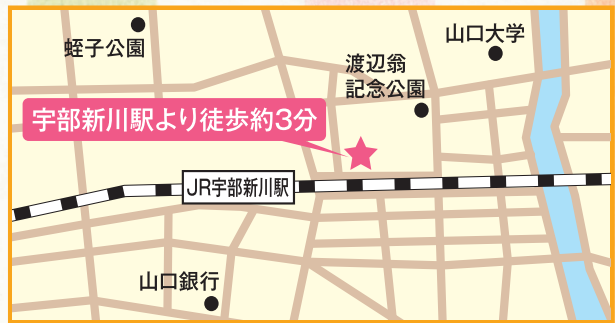 山口大学
蛭子公園
渡辺翁
記念公園
宇部新川駅より徒歩約3分
JR宇部新川駅
山口銀行